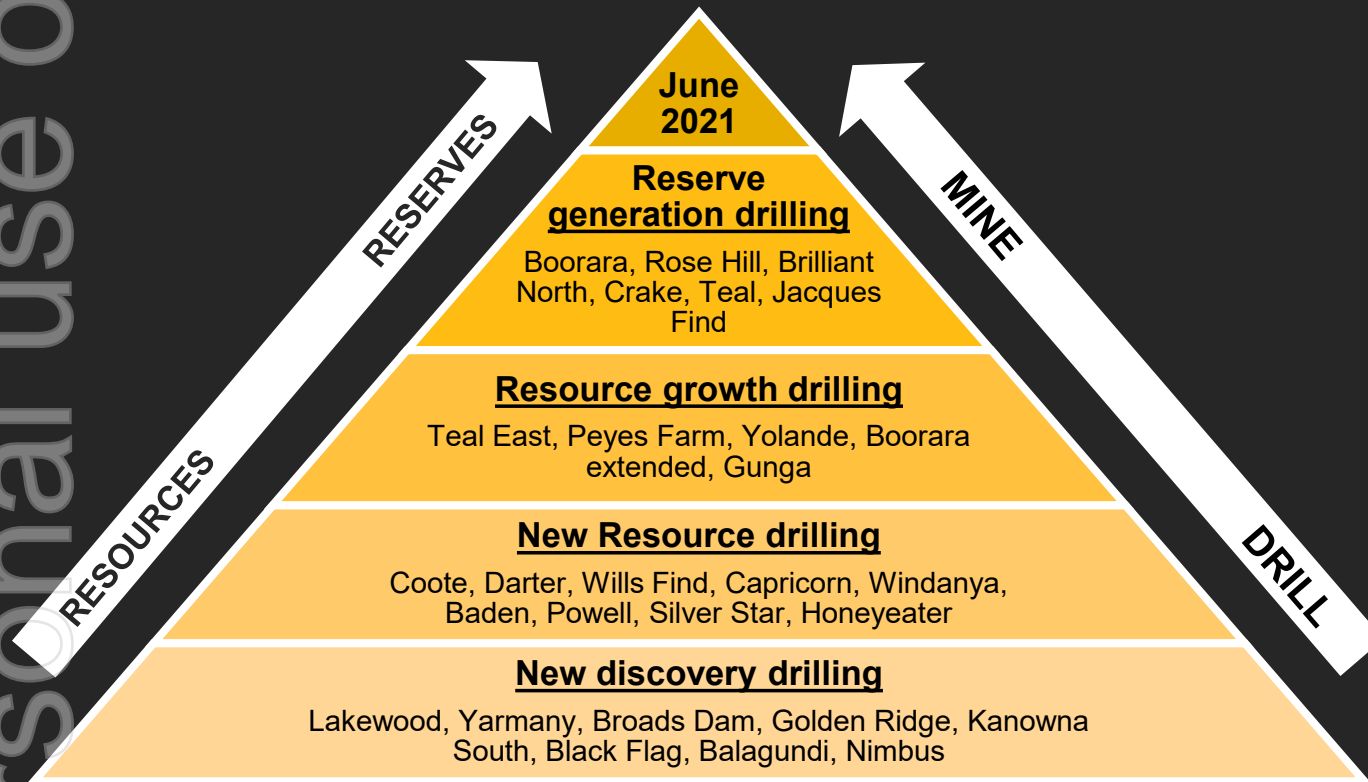 June
2021
Reserve
generation drilling
Boorara, Rose Hill, Brilliant
North, Crake, Teal, Jacques
Find
Resource growth drilling
Teal East, Peyes Farm, Yolande, Boorara
extended, Gunga
New Resource drilling
Coote, Darter, Wills Find, Capricorn, Windanya,
Baden, Powell, Silver Star, Honeyeater
New discovery drilling
Lakewood, Yarmany, Broads Dam, Golden Ridge, Kanowna
South, Black Flag, Balagundi, Nimbus
RESERVES
RESOURCES
MINE
DRILL
use